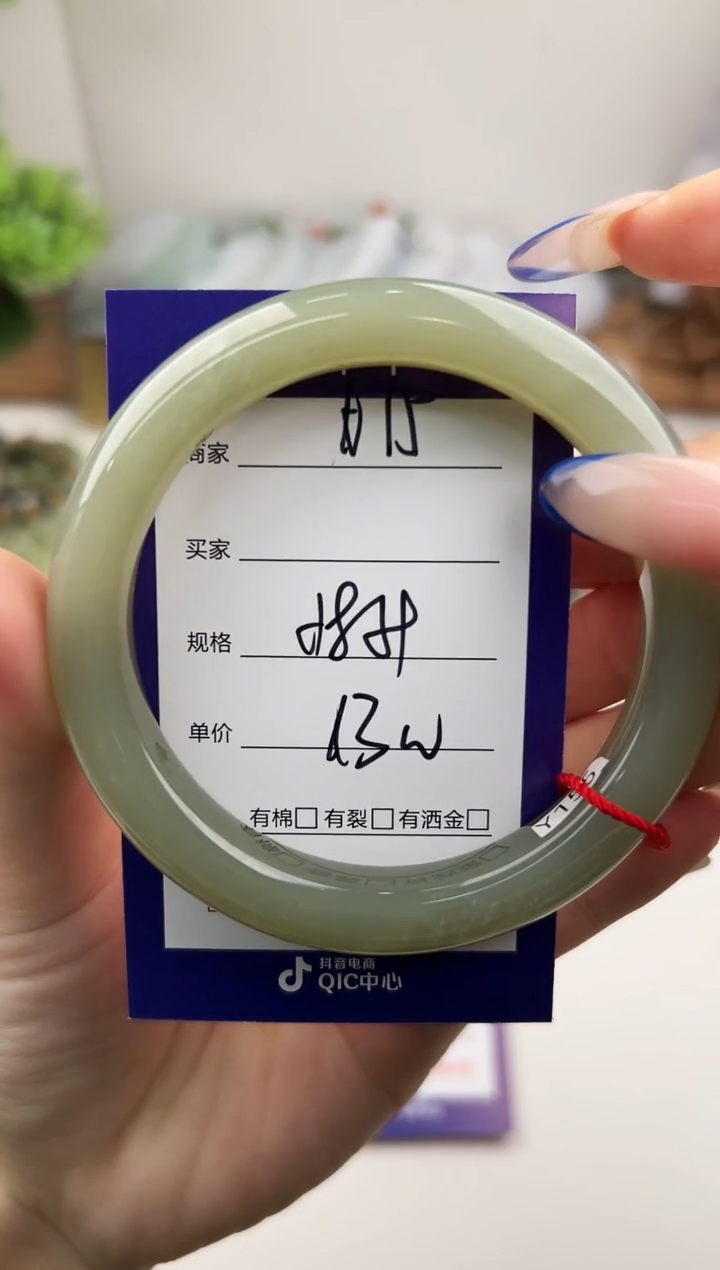 商家
买家
规格
单价 13w
有棉□ 有裂□ 有洒金□
抖音电商
QIC中心